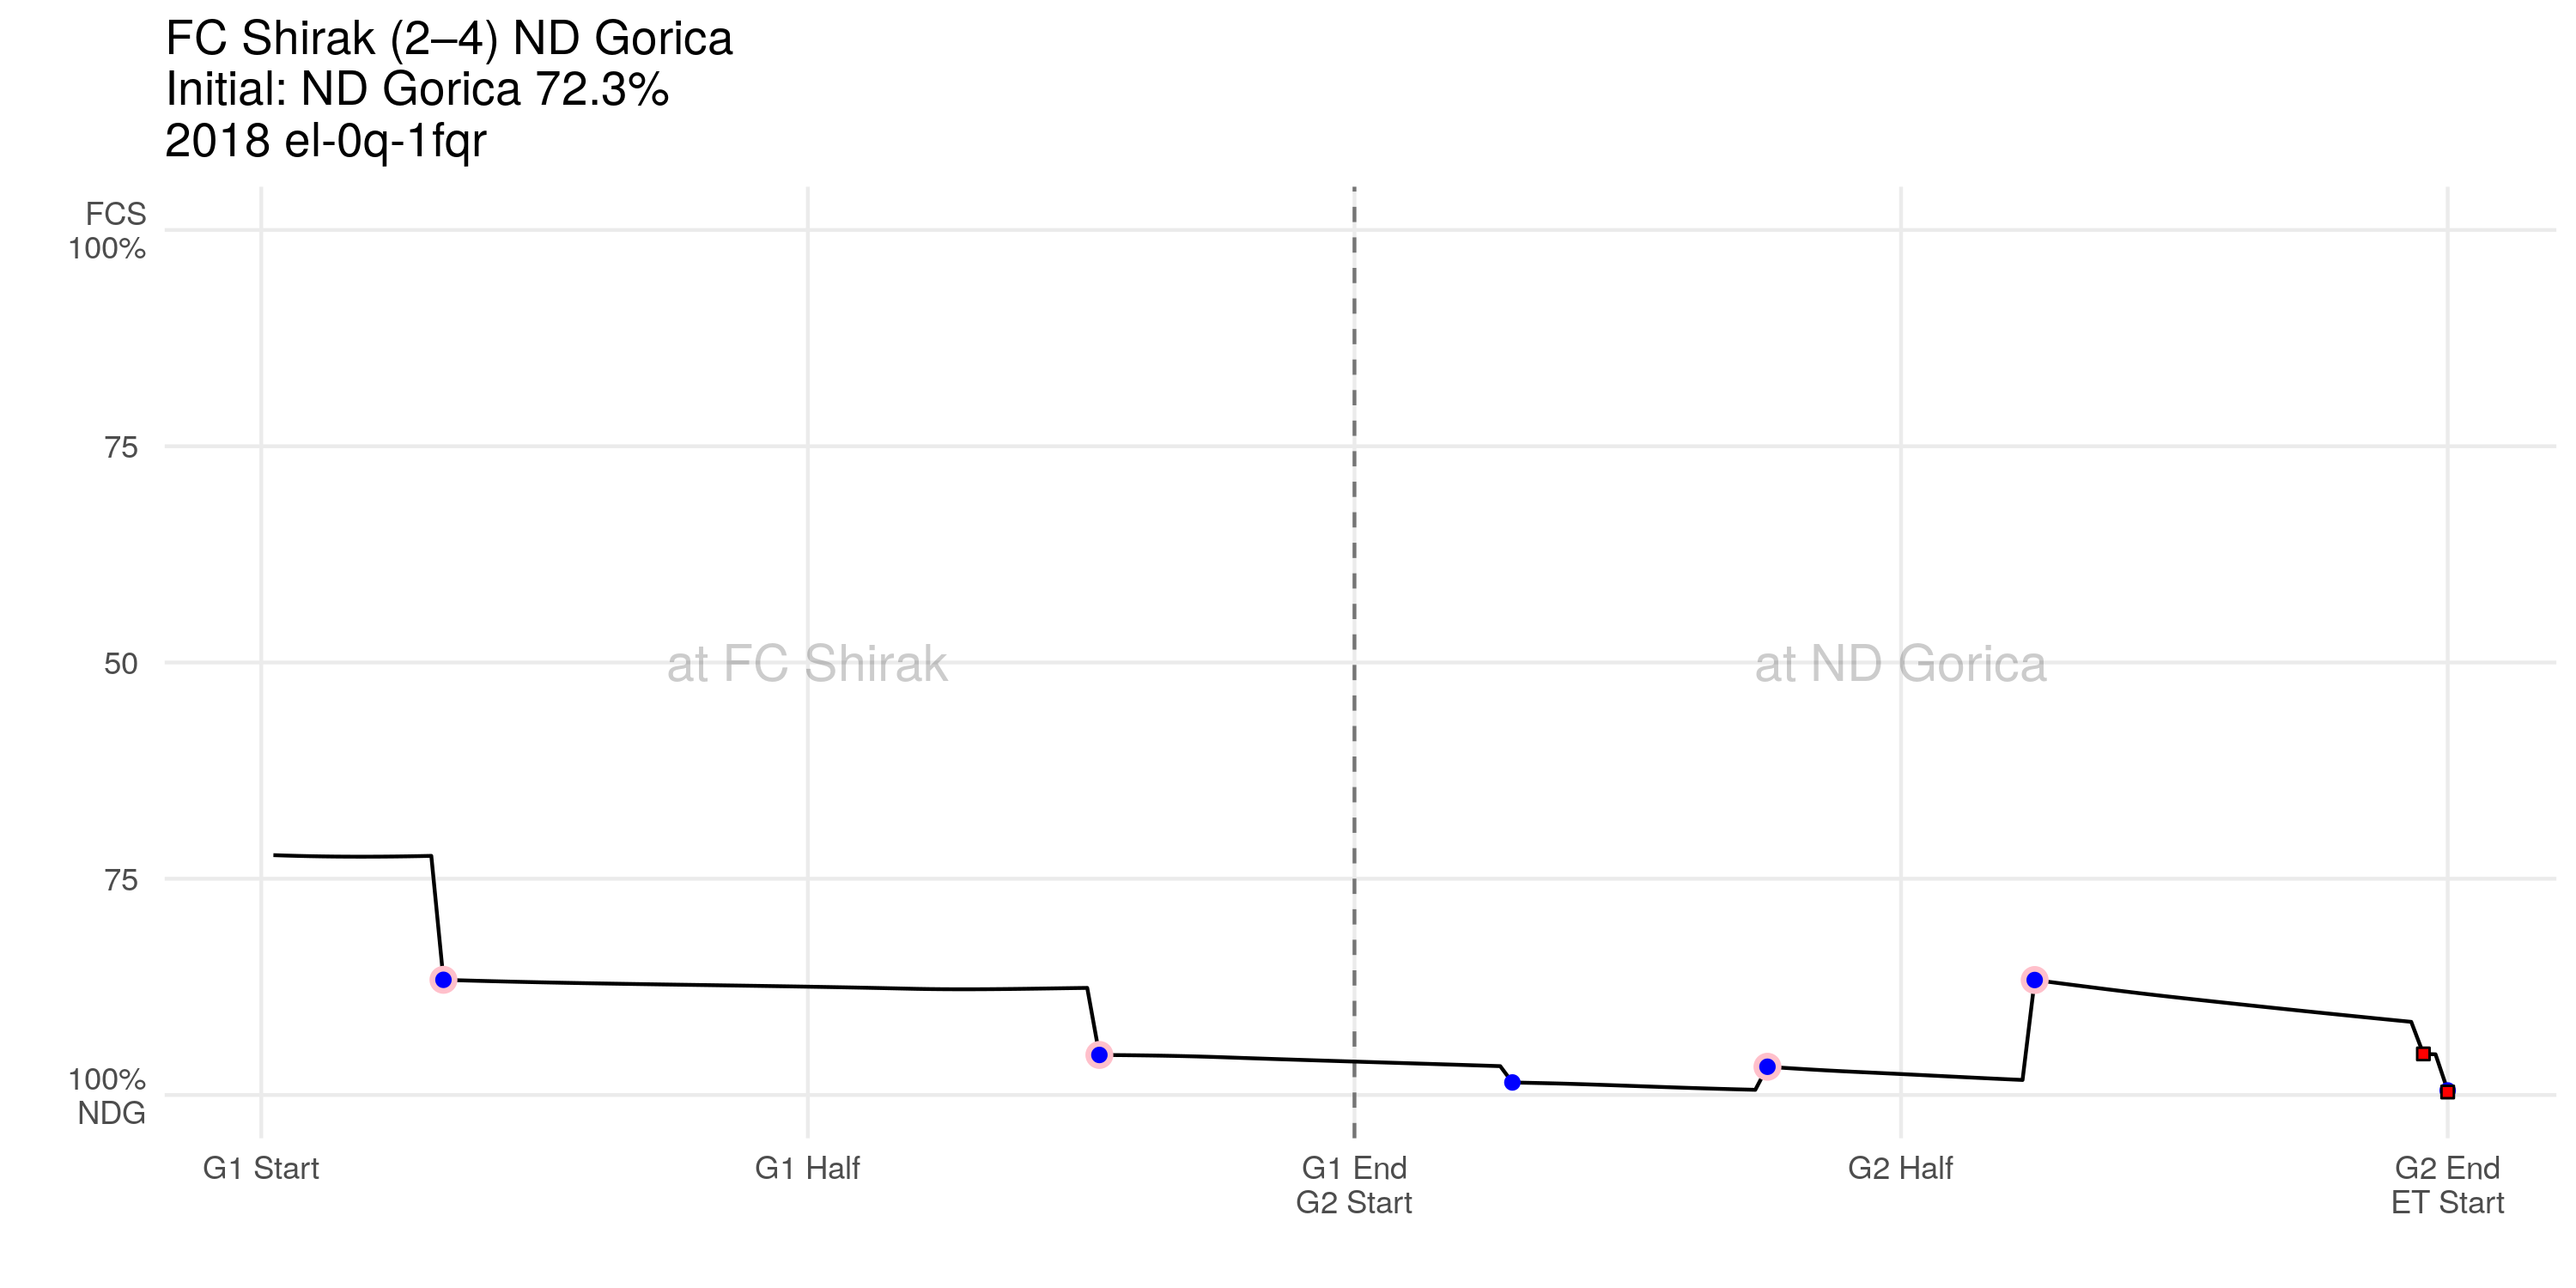 FC Shirak (2–4) ND Gorica
Initial: ND Gorica 72.3%
2018 el-0q-1fqr
FCS
100%
75
50
75
100%
NDG
at FC Shirak
at ND Gorica
G1 Start
G1 Half
G1 End
G2 Start
G2 Half
G2 End
ET Start